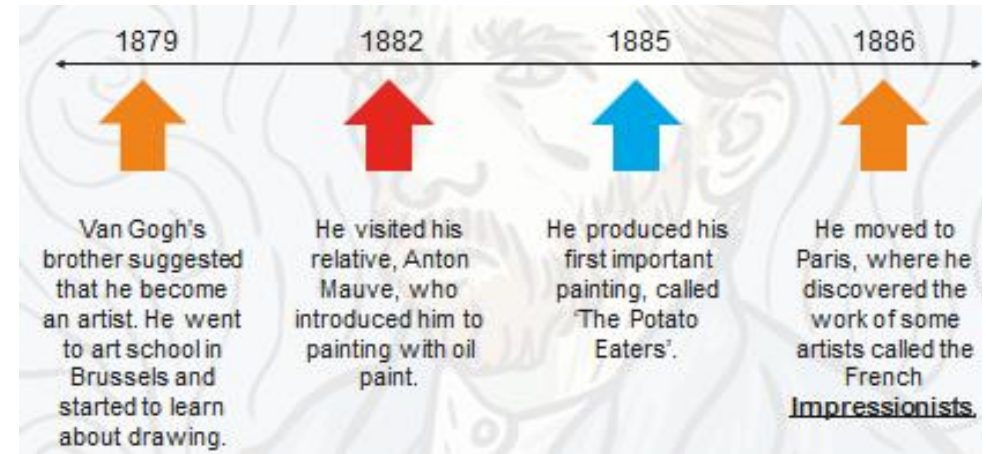 1879
Van Gogh's
brother suggested
that he become
an artist. He went
to art school in
Brussels and
started to learn
about drawing.
1882
He visited his
relative, Anton
Mauve, who
introduced him to
painting with oil
paint.
1885
He produced his
first important
painting, called
'The Potato
Eaters'.
1886
He moved to
Paris, where he
discovered the
work of some
artists called the
French
Impressionists.